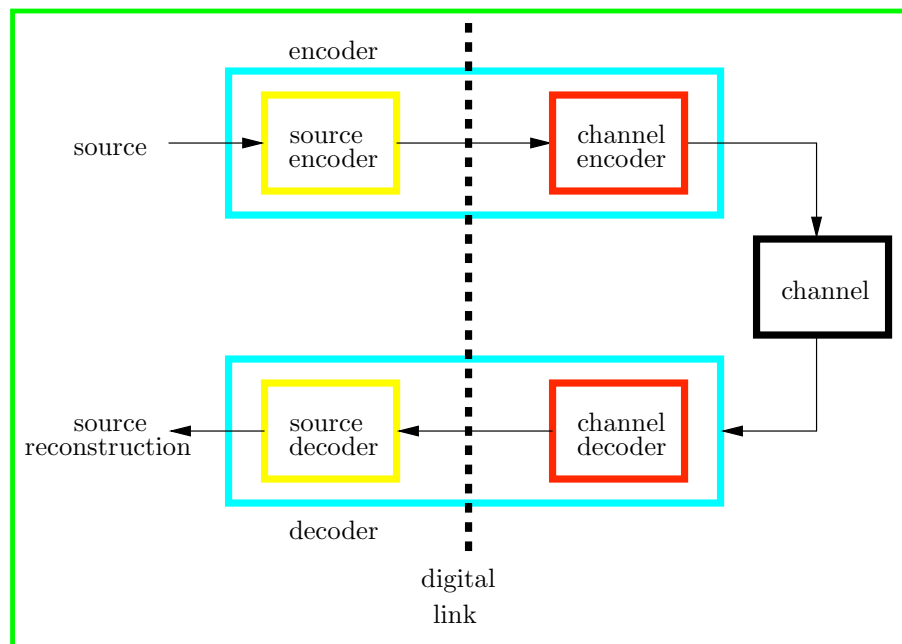 encoder
source
source
encoder
channel
encoder
channel
source
reconstruction
source
decoder
channel
decoder
decoder
digital
link